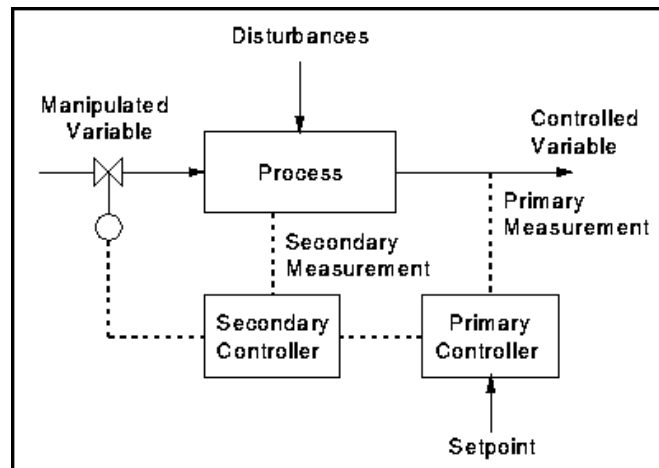 Disturbances
Manipulated
Variable
Controlled
Variable
Process
Primary
Measurement
Secondary
Measurement
Secondary
Controller
Primary
Controller
Setpoint